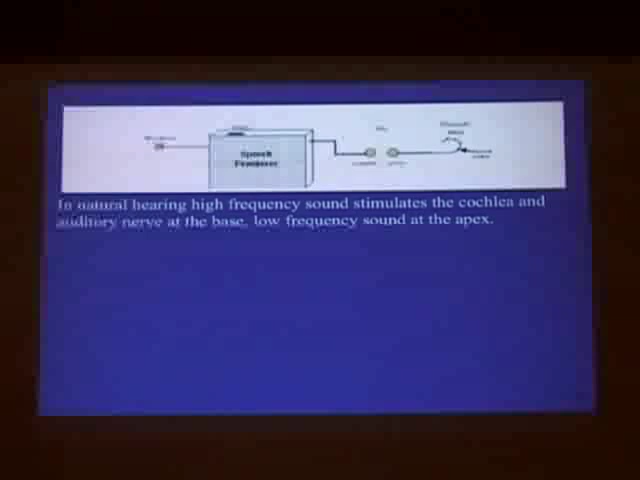 Speech
Processor
In natural hearing high frequency sound stimulates the cochlea and
auditory nerve at the base, low frequency sound at the apex.